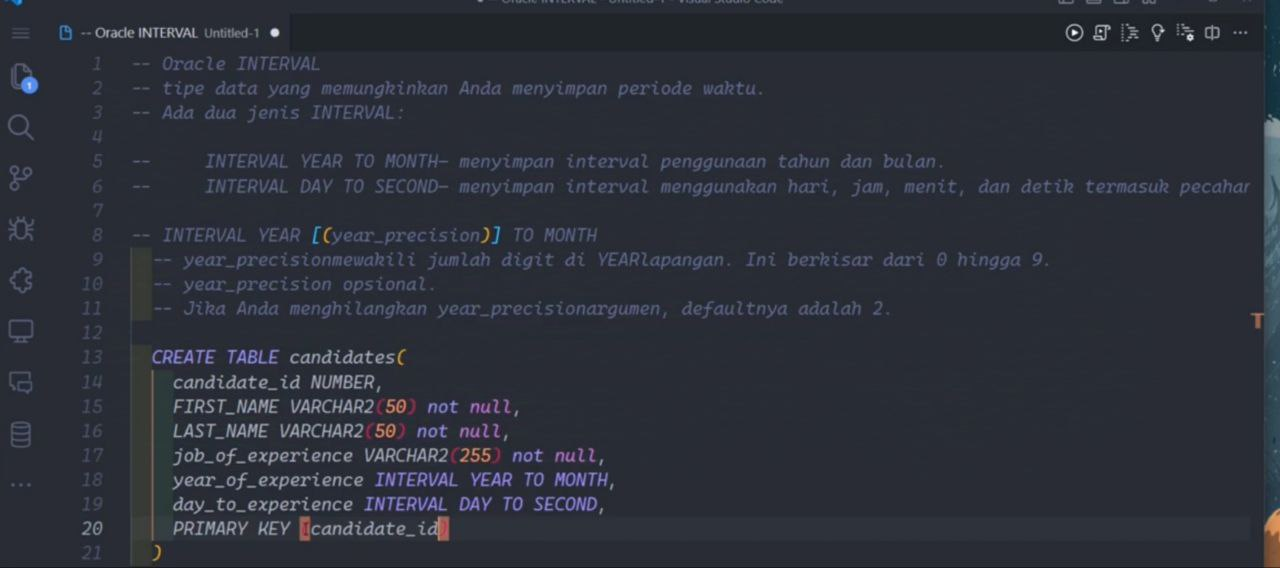 -- Oracle INTERVAL Untitled-1
1 -- Oracle INTERVAL
2 -- tipe data yang memungkinkan Anda menyimpan periode waktu.
3 -- Ada dua jenis INTERVAL:
4
5 -- INTERVAL YEAR TO MONTH– menyimpan interval penggunaan tahun dan bulan.
6 -- INTERVAL DAY TO SECOND– menyimpan interval menggunakan hari, jam, menit, dan detik termasuk pecahan
7
8 -- INTERVAL YEAR [(year_precision)] TO MONTH
9 -- year_precisionmewakili jumlah digit di YEARlapangan. Ini berkisar dari 0 hingga 9.
10 -- year_precision opsional.
11 -- Jika Anda menghilangkan year_precisionargumen, defaultnya adalah 2.
12
13 CREATE TABLE candidates(
14 candidate_id NUMBER,
15 FIRST_NAME VARCHAR2(50) not null,
16 LAST_NAME VARCHAR2(50) not null,
17 job_of_experience VARCHAR2(255) not null,
18 year_of_experience INTERVAL YEAR TO MONTH,
19 day_to_experience INTERVAL DAY TO SECOND,
20 PRIMARY KEY (candidate_id)
21 )
1
T